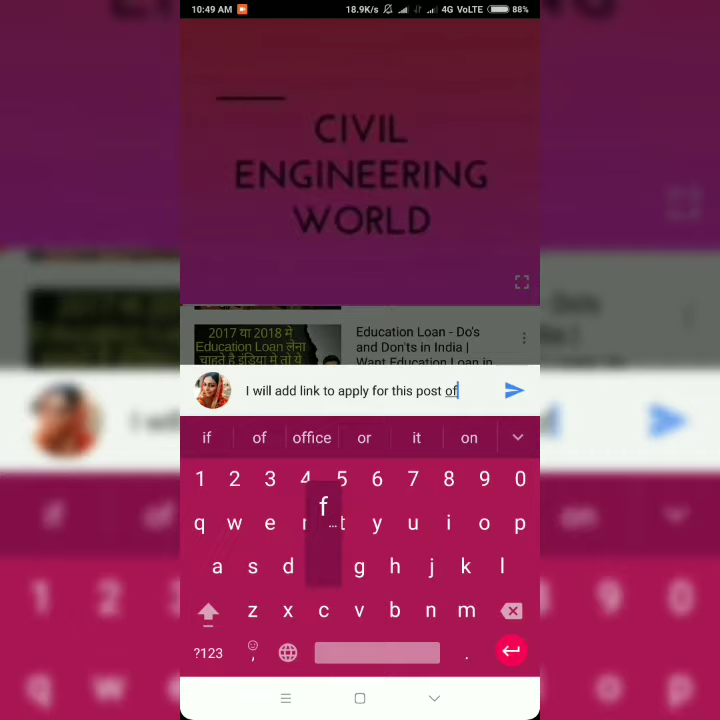 10:49 AM 18.9K/s 4G VoLTE 88%
CIVIL
ENGINEERING
WORLD
2017 या 2018 मे
Education Loan लेना
चाहते है इंडिया मे तो ये
Education Loan - Do's
and Don'ts in India |
Want Education Loan in
I will add link to apply for this post of
if of office or it on
1 2 3 4 5 6 7 8 9 0
q w e r t y u i o p
f
a s d g h j k l
z x c v b n m
?123 , .